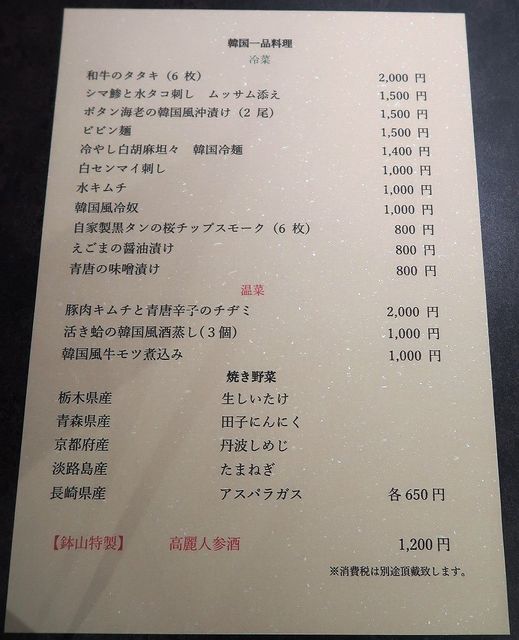 韓国一品料理
冷菜
和牛のタタキ（6 枚） 2,000 円
シマ鯵と水タコ刺し　ムッサム添え 1,500 円
ボタン海老の韓国風沖漬け（2 尾） 1,500 円
ビビン麺 1,500 円
冷やし白胡麻坦々　韓国冷麺 1,400 円
白センマイ刺し 1,000 円
水キムチ 1,000 円
韓国風冷奴 1,000 円
自家製黒タンの桜チップスモーク（6 枚） 800 円
えごまの醤油漬け 800 円
青唐の味噌漬け 800 円
温菜
豚肉キムチと青唐辛子のチヂミ 2,000 円
活き蛤の韓国風酒蒸し(３個） 1,000 円
韓国風牛モツ煮込み 1,000 円
焼き野菜
栃木県産 生しいたけ
青森県産 田子にんにく
京都府産 丹波しめじ
淡路島産 たまねぎ
長崎県産 アスパラガス 各650円
【鉢山特製】 高麗人参酒 1,200円
※消費税は別途頂戴致します。